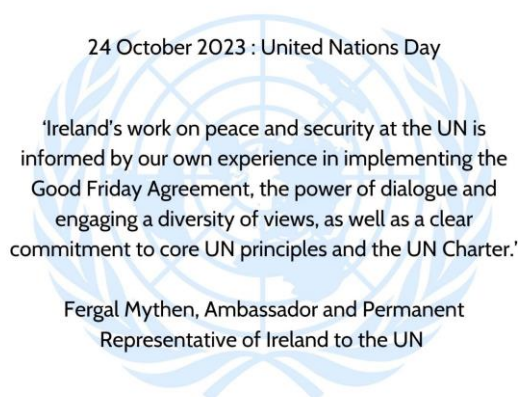 24 October 2023 : United Nations Day
‘Ireland’s work on peace and security at the UN is
informed by our own experience in implementing the
Good Friday Agreement, the power of dialogue and
engaging a diversity of views, as well as a clear
commitment to core UN principles and the UN Charter.’
Fergal Mythen, Ambassador and Permanent
Representative of Ireland to the UN